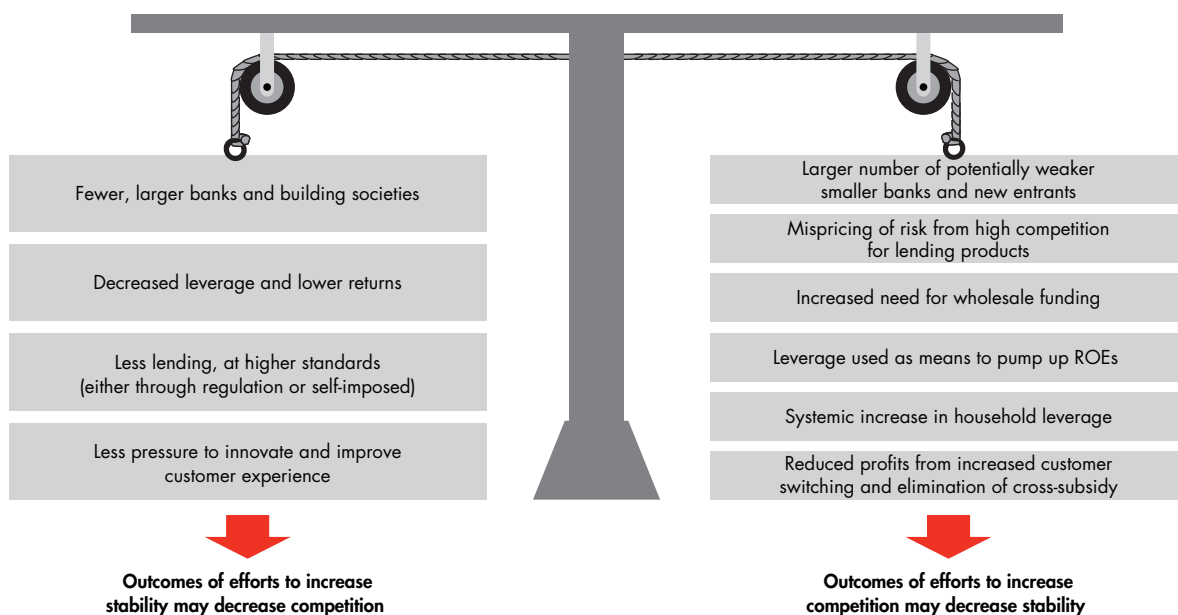 Fewer, larger banks and building societies
Decreased leverage and lower returns
Less lending, at higher standards
(either through regulation or self-imposed)
Less pressure to innovate and improve
customer experience
Outcomes of efforts to increase
stability may decrease competition
Larger number of potentially weaker
smaller banks and new entrants
Mispricing of risk from high competition
for lending products
Increased need for wholesale funding
Leverage used as means to pump up ROEs
Systemic increase in household leverage
Reduced profits from increased customer
switching and elimination of cross-subsidy
Outcomes of efforts to increase
competition may decrease stability